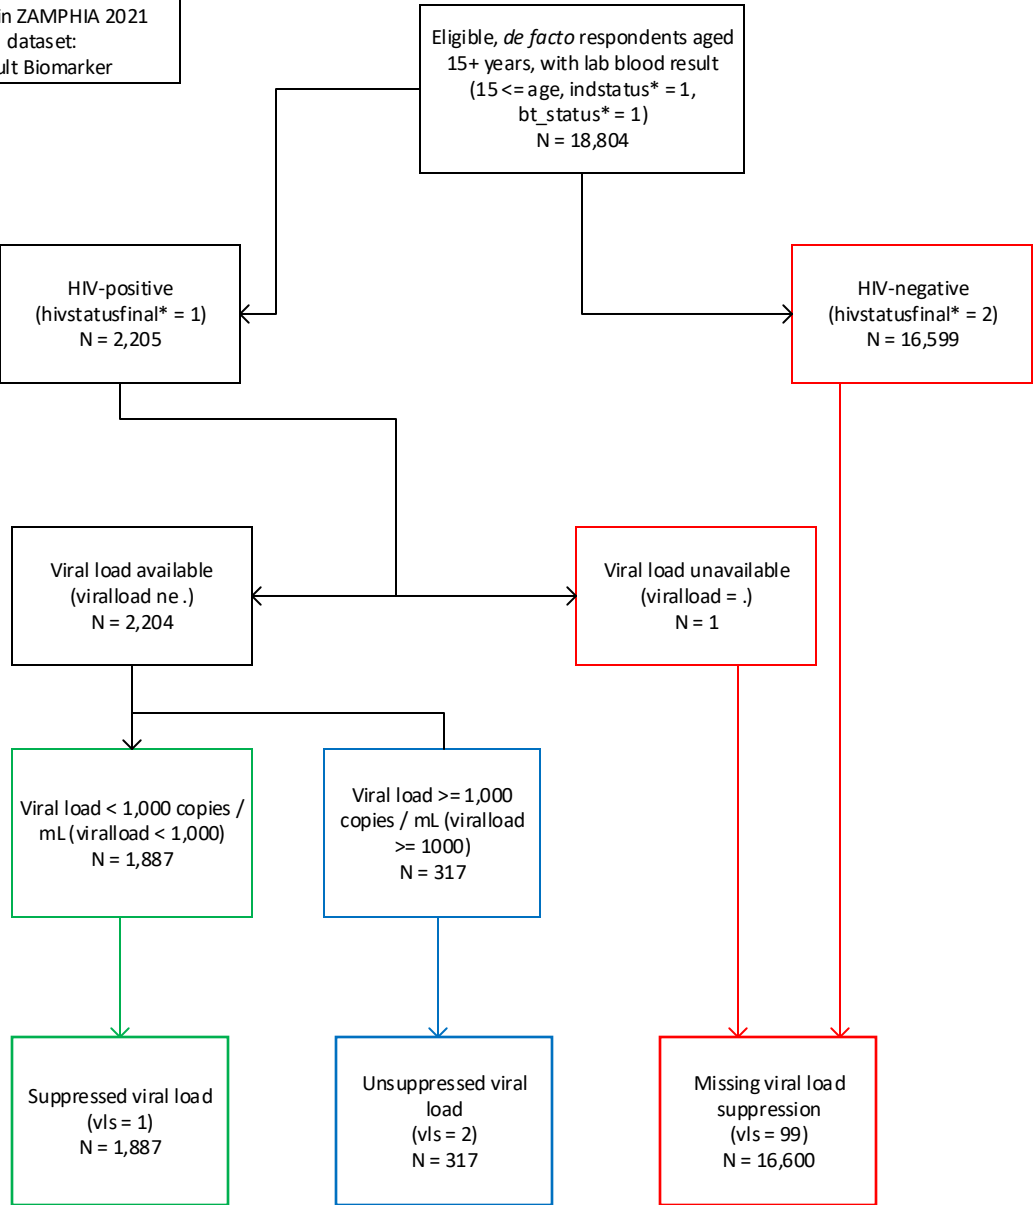 in ZAMPHIA 2021
dataset:
ult Biomarker
Eligible, de facto respondents aged
15+ years, with lab blood result
(15 <= age, indstatus* = 1,
bt_status* = 1)
N = 18,804
HIV-positive
(hivstatusfinal* = 1)
N = 2,205
HIV-negative
(hivstatusfinal* = 2)
N = 16,599
Viral load available
(viralload ne .)
N = 2,204
Viral load unavailable
(viralload = .)
N = 1
Viral load < 1,000 copies /
mL (viralload < 1,000)
N = 1,887
Viral load >= 1,000
copies / mL (viralload
>= 1000)
N = 317
Suppressed viral load
(vls = 1)
N = 1,887
Unsuppressed viral
load
(vls = 2)
N = 317
Missing viral load
suppression
(vls = 99)
N = 16,600